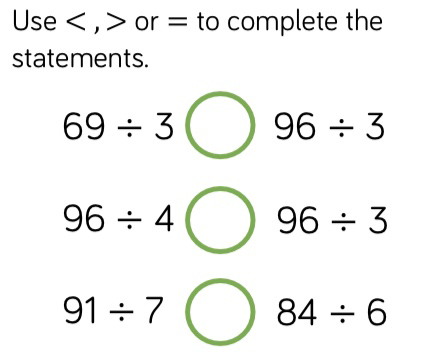 Use < , > or = to complete the
statements.
69 ÷ 3 96 ÷ 3
96 ÷ 4 96 ÷ 3
91 ÷ 7 84 ÷ 6